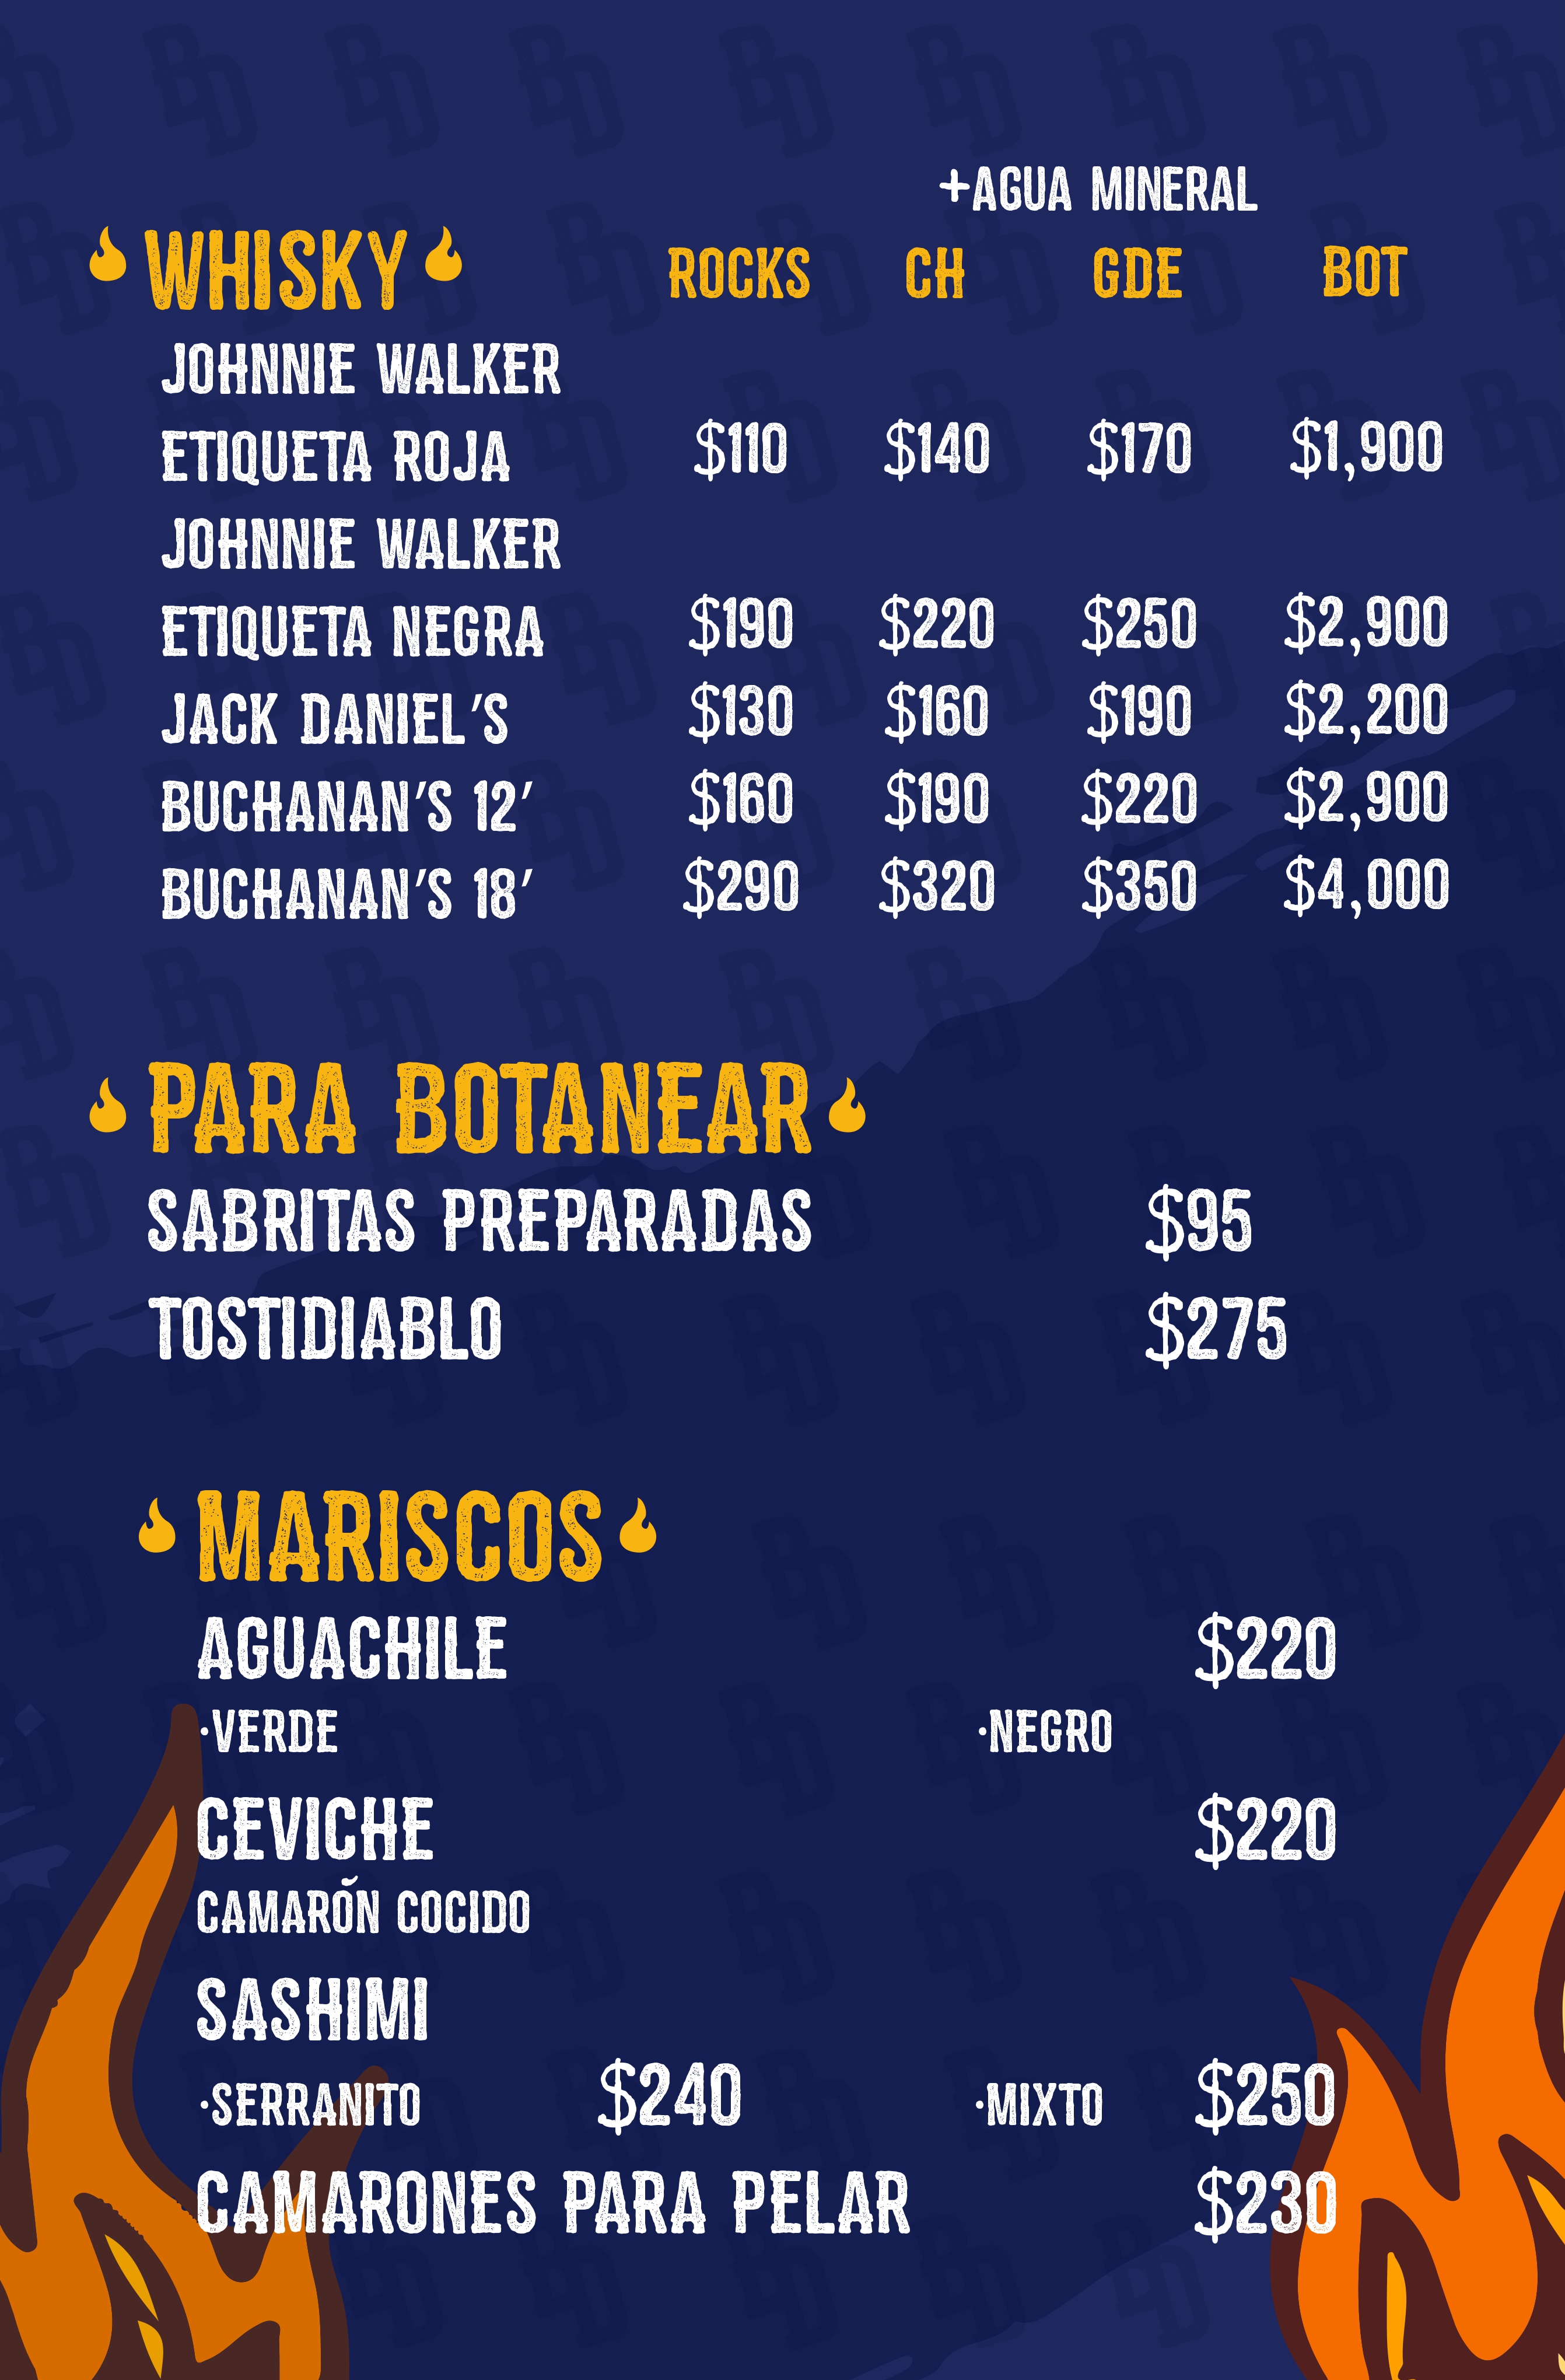 +AGUA MINERAL
WHISKY ROCKS CH GDE BOT
JOHNNIE WALKER
ETIQUETA ROJA $110 $140 $170 $1,900
JOHNNIE WALKER
ETIQUETA NEGRA $190 $220 $250 $2,900
JACK DANIEL'S $130 $160 $190 $2,200
BUCHANAN'S 12' $160 $190 $220 $2,900
BUCHANAN'S 18' $290 $320 $350 $4,000
PARA BOTANEAR
SABRITAS PREPARADAS $95
TOSTIDIABLO $275
MARISCOS
AGUACHILE $220
·VERDE ·NEGRO
CEVICHE $220
CAMARÓN COCIDO
SASHIMI
·SERRANITO $240 ·MIXTO $250
CAMARONES PARA PELAR $230